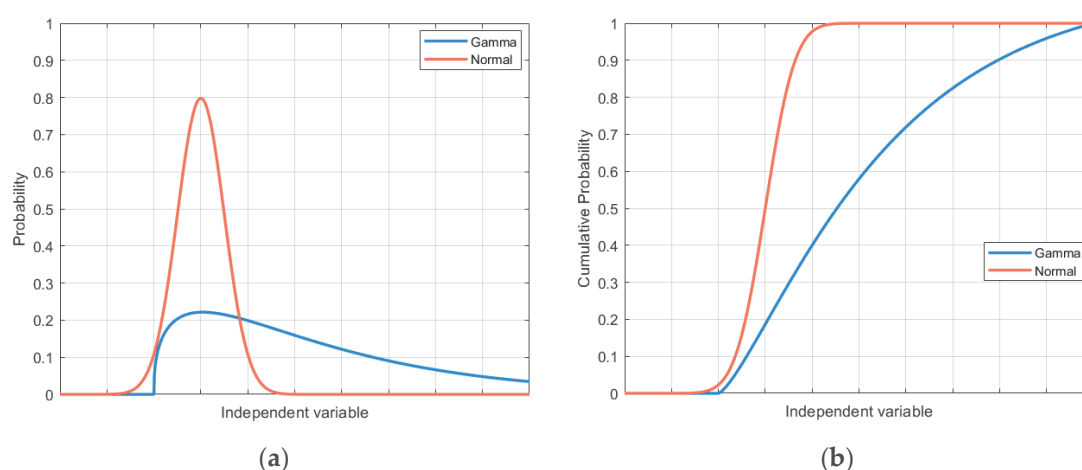 1
0.9
0.8
0.7
0.6
0.5
0.4
0.3
0.2
0.1
0
Probability
Independent variable
Gamma
Normal
(a)
1
0.9
0.8
0.7
0.6
0.5
0.4
0.3
0.2
0.1
0
Cumulative Probability
Independent variable
Gamma
Normal
(b)